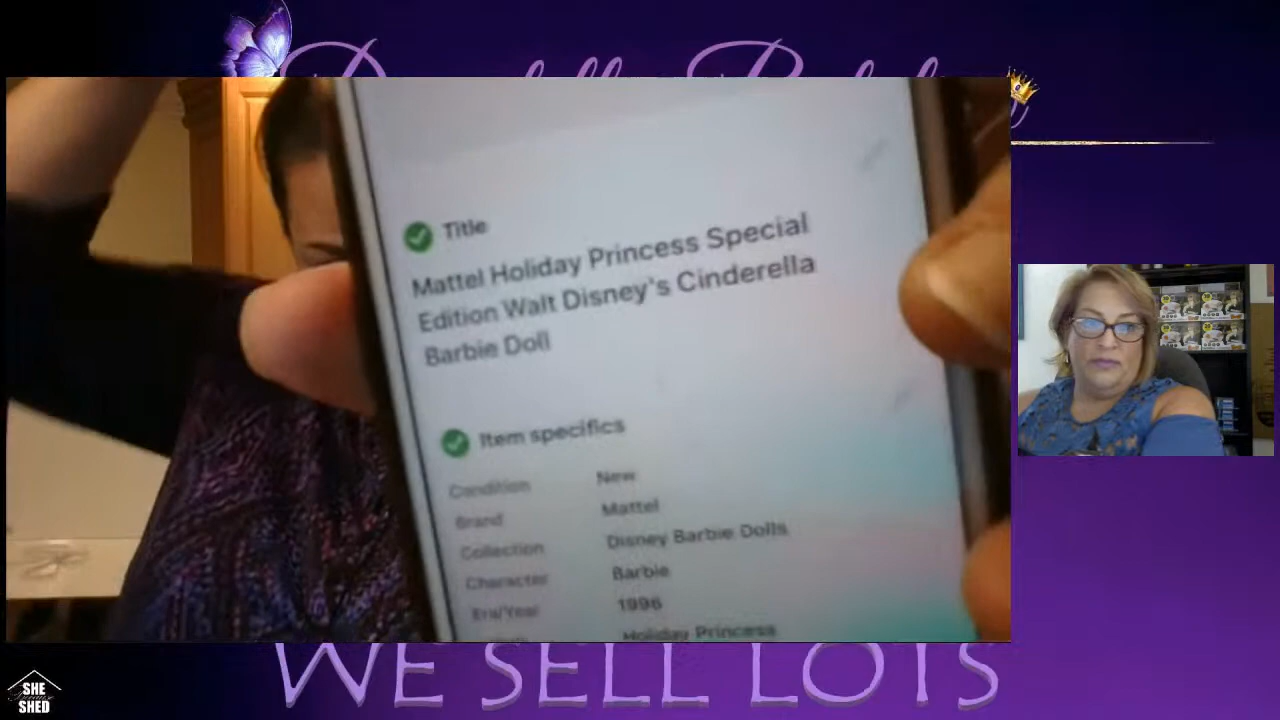 Title
Mattel Holiday Princess Special
Edition Walt Disney's Cinderella
Barbie Doll
Item specifics
Condition New
Brand Mattel
Collection Disney Barbie Dolls
Character Barbie
Era/Year 1996
Holiday Princess
WE SELL LOTS
SHE
SHED